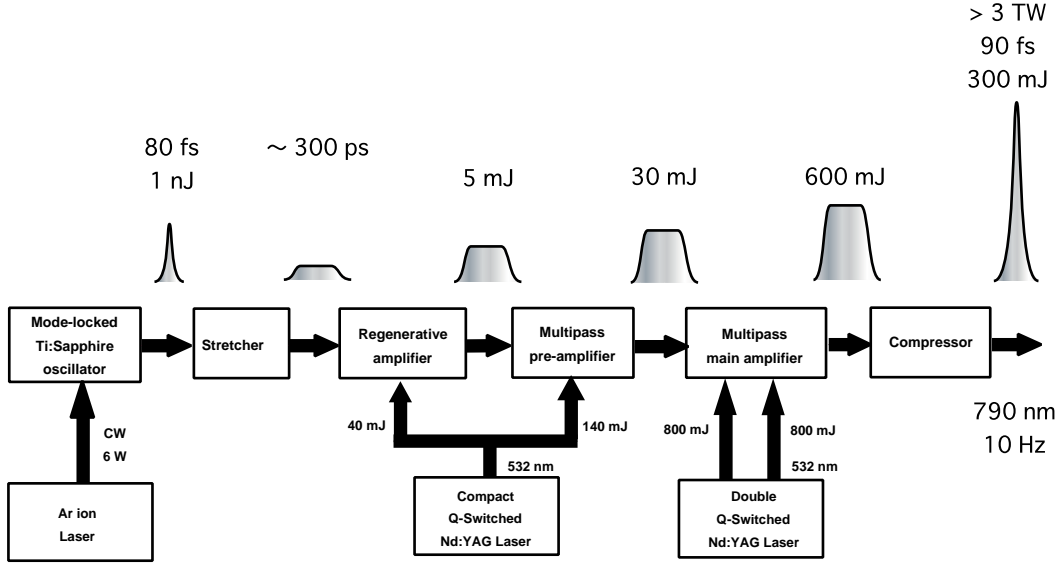 > 3 TW
90 fs
300 mJ
80 fs
1 nJ
～ 300 ps
5 mJ
30 mJ
600 mJ
Mode-locked
Ti:Sapphire
oscillator
Stretcher
Regenerative
amplifier
Multipass
pre-amplifier
Multipass
main amplifier
Compressor
790 nm
10 Hz
CW
6 W
40 mJ
140 mJ
532 nm
800 mJ
800 mJ
532 nm
Ar ion
Laser
Compact
Q-Switched
Nd:YAG Laser
Double
Q-Switched
Nd:YAG Laser